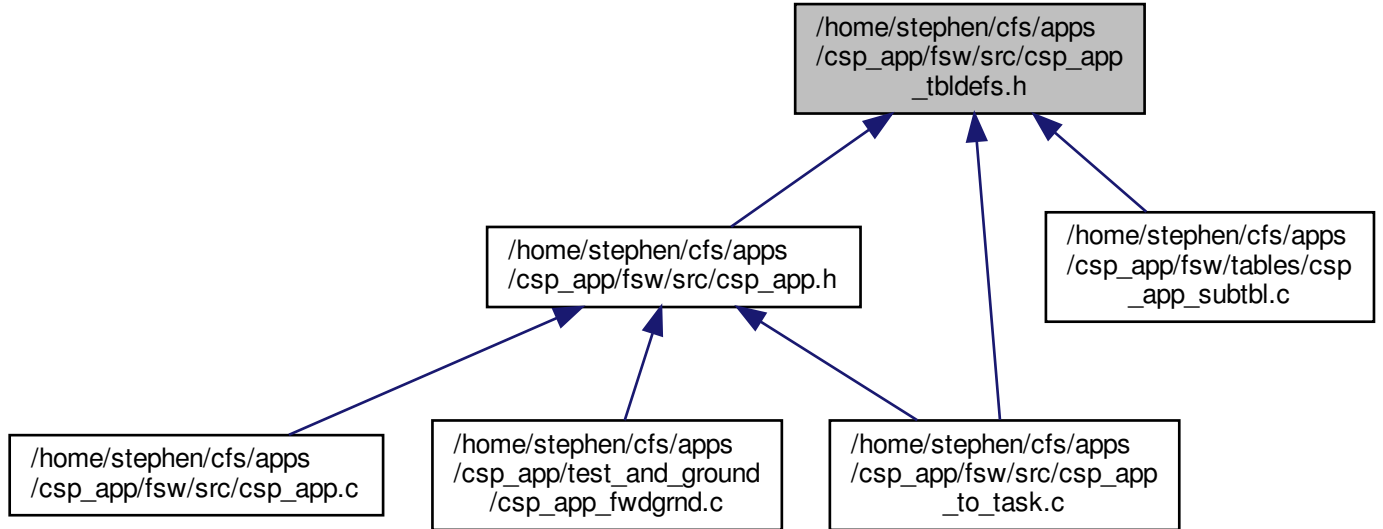 /home/stephen/cfs/apps
/csp_app/fsw/src/csp_app
_tbldefs.h
/home/stephen/cfs/apps
/csp_app/fsw/src/csp_app.h
/home/stephen/cfs/apps
/csp_app/fsw/tables/csp
_app_subtbl.c
/home/stephen/cfs/apps
/csp_app/fsw/src/csp_app.c
/home/stephen/cfs/apps
/csp_app/test_and_ground
/csp_app_fwdgrnd.c
/home/stephen/cfs/apps
/csp_app/fsw/src/csp_app
_to_task.c